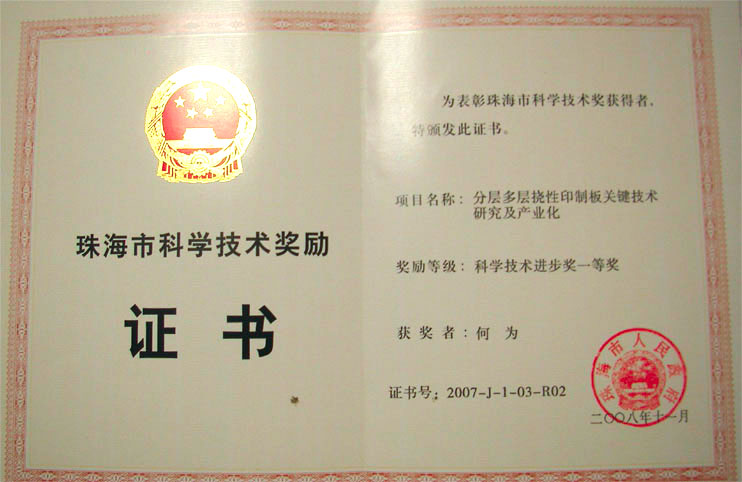 珠海市科学技术奖励
证书
为表彰珠海市科学技术奖获得者,
特颁发此证书。
项目名称：分层多层挠性印制板关键技术
研究及产业化
奖励等级：科学技术进步奖一等奖
获奖者：何为
证书号：2007-J-1-03-R02
珠海市人民政府
二〇〇八年十一月